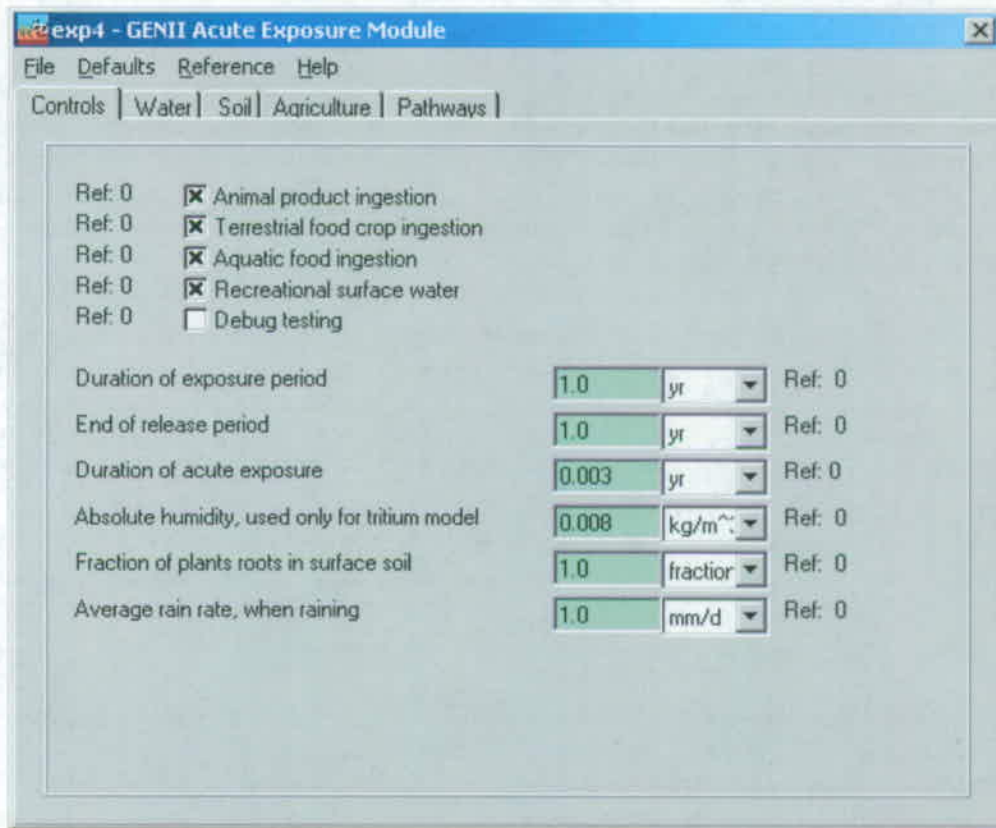 exp4 - GENII Acute Exposure Module
File Defaults Reference Help
Controls Water Soil Agriculture Pathways
Ref: 0 Animal product ingestion
Ref: 0 Terrestrial food crop ingestion
Ref: 0 Aquatic food ingestion
Ref: 0 Recreational surface water
Ref: 0 Debug testing
Duration of exposure period 1.0 yr Ref: 0
End of release period 1.0 yr Ref: 0
Duration of acute exposure 0.003 yr Ref: 0
Absolute humidity, used only for tritium model 0.008 kg/m^ Ref: 0
Fraction of plants roots in surface soil 1.0 fraction Ref: 0
Average rain rate, when raining 1.0 mm/d Ref: 0